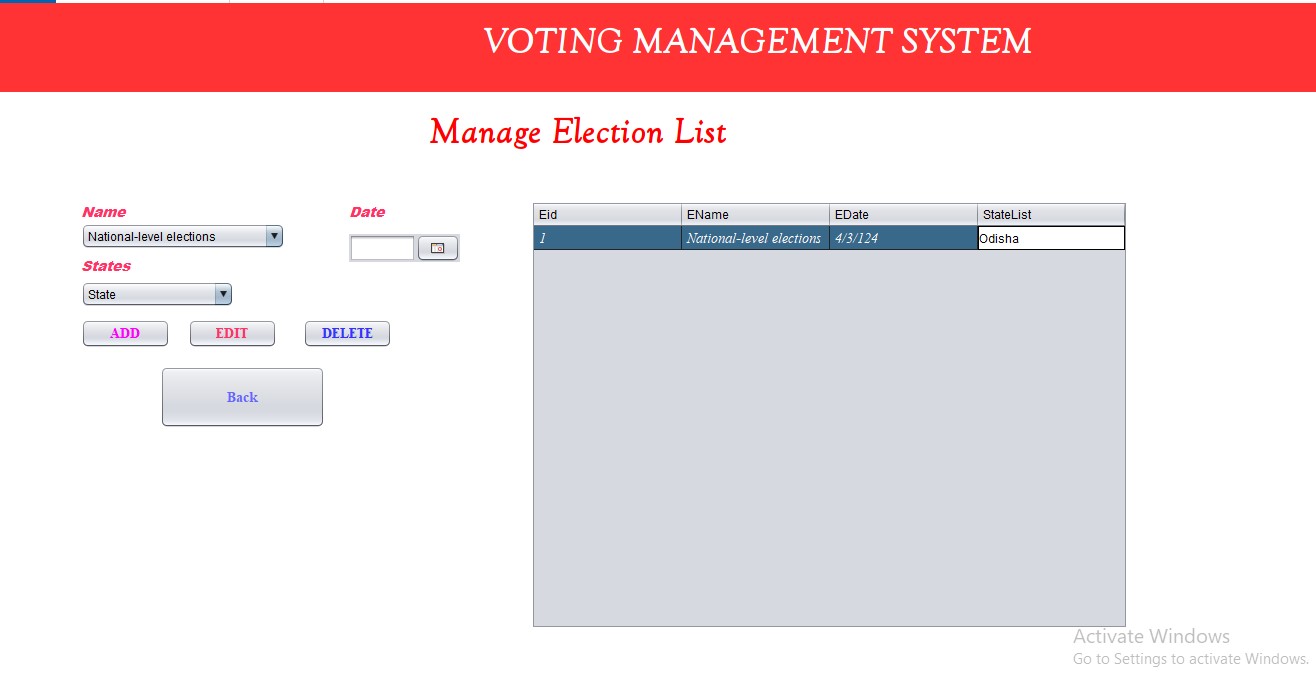 VOTING MANAGEMENT SYSTEM
Manage Election List
Name
Date
National-level elections
States
State
ADD EDIT DELETE
Back
Eid EName EDate StateList
1 National-level elections 4/3/124 Odisha
Activate Windows
Go to Settings to activate Windows.